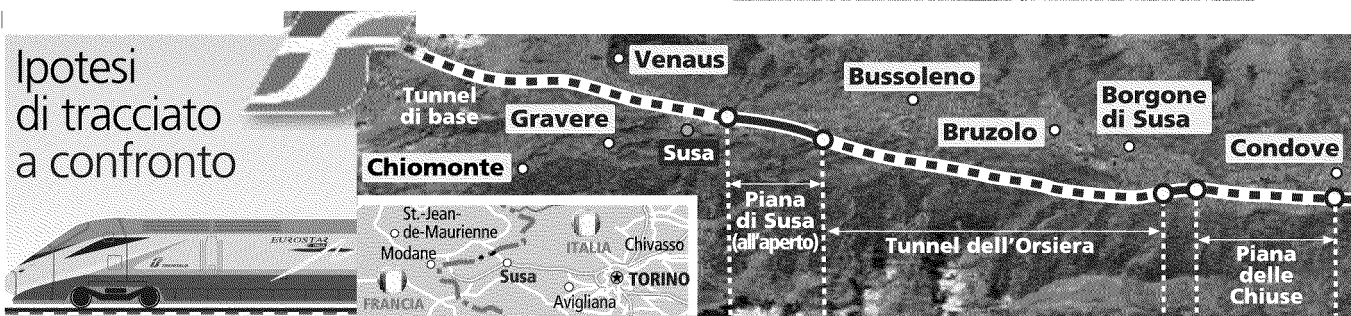 Ipotesi
di tracciato
a confronto
EUROSTAR
TRENITALIA
Tunnel
di base
Venaus
Gravere
Chiomonte
Susa
Piana
di Susa
(all'aperto)
Bussoleno
Bruzolo
Borgone
di Susa
Condove
Tunnel dell'Orsiera
Piana
delle
Chiuse
St.-Jean-
de-Maurienne
Modane
FRANCIA
ITALIA
Susa
Chivasso
TORINO
Avigliana